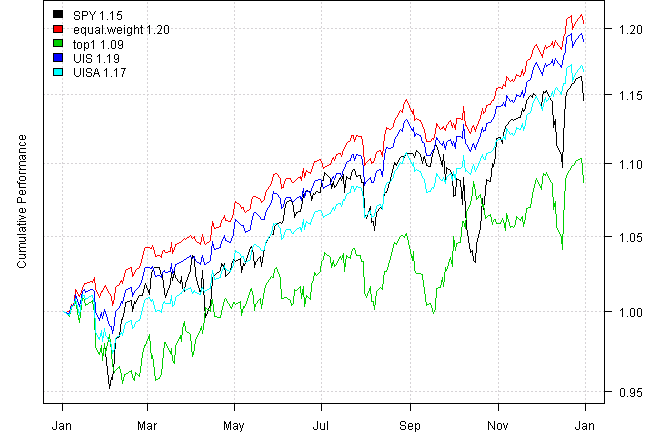 SPY 1.15
equal.weight 1.20
top1 1.09
UIS 1.19
UISA 1.17
Cumulative Performance
1.20
1.15
1.10
1.05
1.00
0.95
Jan Mar May Jul Sep Nov Jan